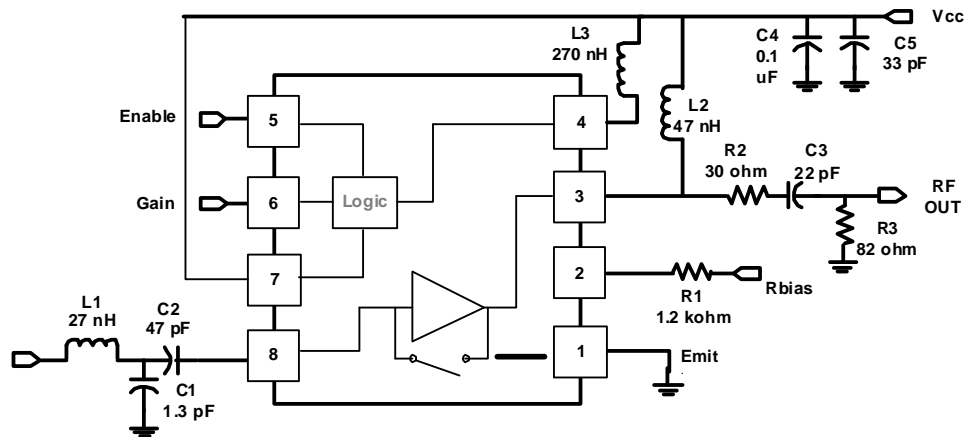 Vcc
L3
270 nH
C4
0.1
uF
C5
33 pF
L2
47 nH
Enable
5
4
R2
30 ohm
C3
22 pF
Gain
6
Logic
3
RF
OUT
R3
82 ohm
7
2
R1
1.2 kohm
Rbias
L1
27 nH
C2
47 pF
8
1
Emit
C1
1.3 pF